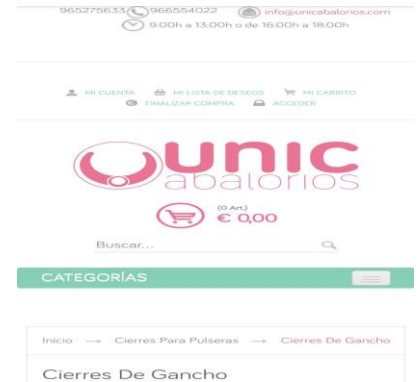 965275633 966554022 info@unicabalorios.com
9:00h a 13:00h o de 16:00h a 18:00h
MI CUENTA MI LISTA DE DESEOS MI CARRITO
FINALIZAR COMPRA ACCEDER
unic
abalorios
(0 Art.)
€ 0,00
Buscar...
CATEGORÍAS
Inicio → Cierres Para Pulseras → Cierres De Gancho
Cierres De Gancho